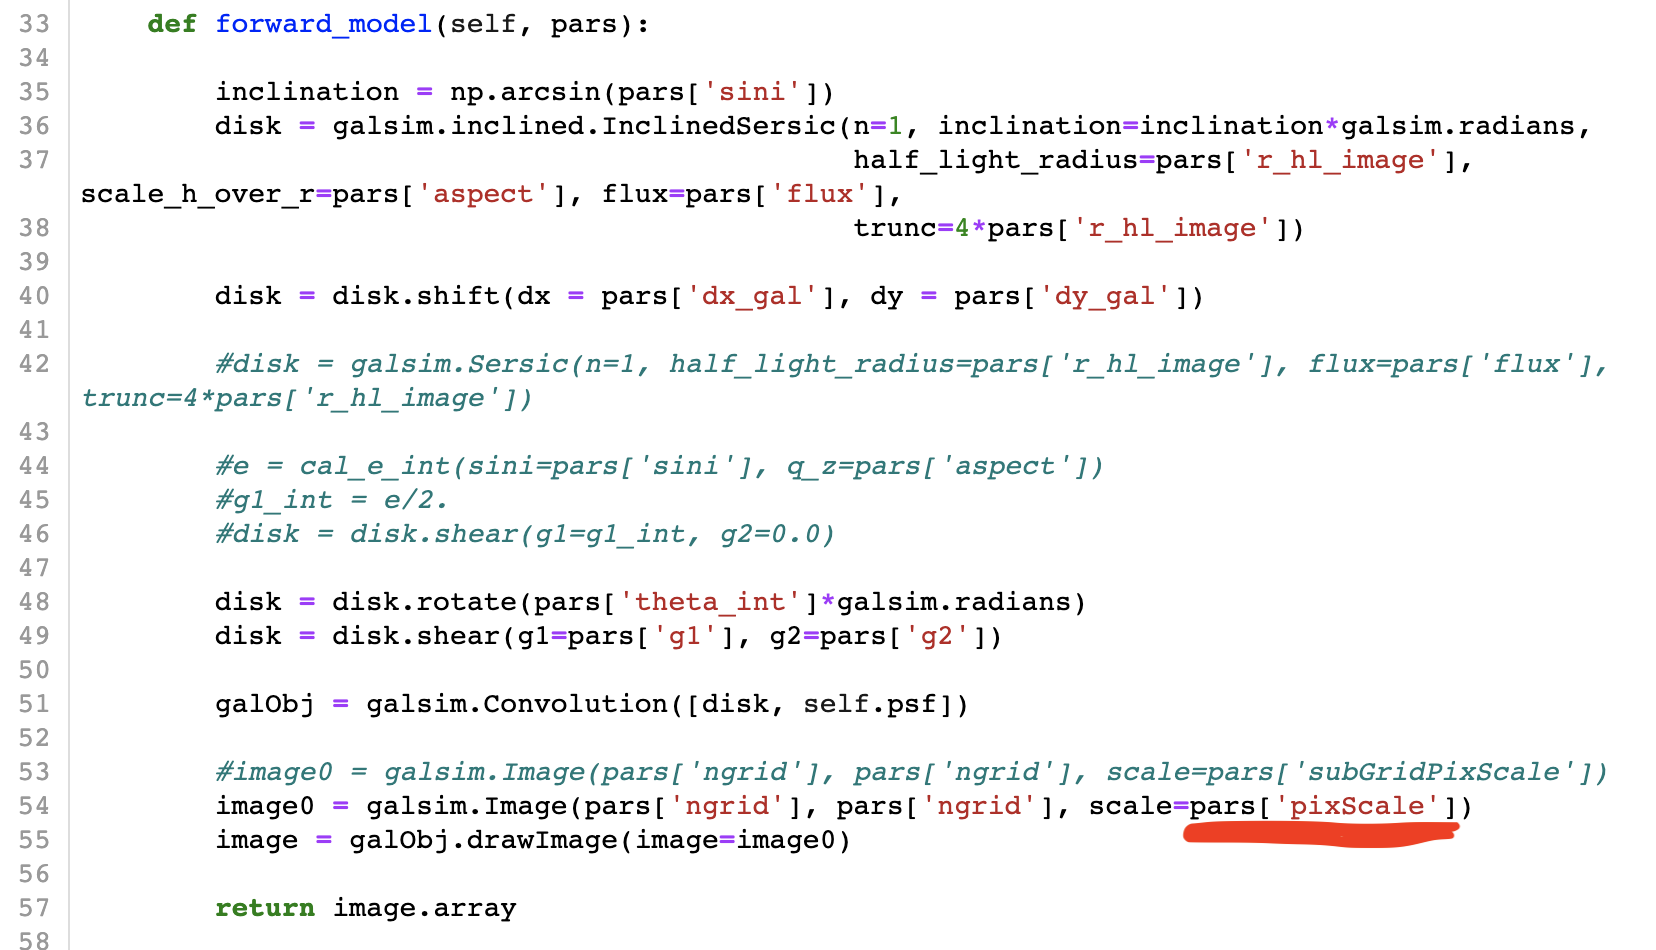 33 def forward_model(self, pars):
34
35 inclination = np.arcsin(pars['sini'])
36 disk = galsim.inclined.InclinedSersic(n=1, inclination=inclination*galsim.radians,
37 half_light_radius=pars['r_hl_image'],
scale_h_over_r=pars['aspect'], flux=pars['flux'],
38 trunc=4*pars['r_hl_image'])
39
40 disk = disk.shift(dx = pars['dx_gal'], dy = pars['dy_gal'])
41
42 #disk = galsim.Sersic(n=1, half_light_radius=pars['r_hl_image'], flux=pars['flux'],
trunc=4*pars['r_hl_image'])
43
44 #e = cal_e_int(sini=pars['sini'], q_z=pars['aspect'])
45 #g1_int = e/2.
46 #disk = disk.shear(g1=g1_int, g2=0.0)
47
48 disk = disk.rotate(pars['theta_int']*galsim.radians)
49 disk = disk.shear(g1=pars['g1'], g2=pars['g2'])
50
51 galObj = galsim.Convolution([disk, self.psf])
52
53 #image0 = galsim.Image(pars['ngrid'], pars['ngrid'], scale=pars['subGridPixScale'])
54 image0 = galsim.Image(pars['ngrid'], pars['ngrid'], scale=pars['pixScale'])
55 image = galObj.drawImage(image=image0)
56
57 return image.array
58